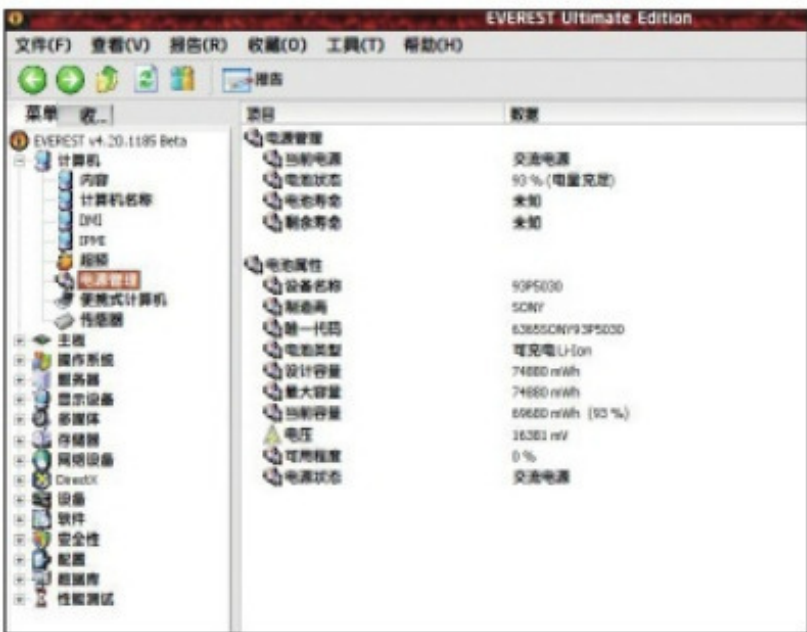 EVEREST Ultimate Edition
文件(F) 查看(V) 报告(R) 收藏(O) 工具(T) 帮助(H)
报告
菜单 收...
项目 数据
EVEREST v4.20.1185 Beta
计算机
内容
计算机名称
DMI
IPMI
超频
电源管理
便携式计算机
传感器
主板
操作系统
服务器
显示设备
多媒体
存储器
网络设备
DirectX
设备
软件
安全性
配置
数据库
性能测试
电源管理
当前电源 交流电源
电池状态 93 % (电量充足)
电池寿命 未知
剩余寿命 未知
电池属性
设备名称 93P5030
制造商 SONY
唯一代码 6365SONY93P5030
电池类型 可充电 Li-Ion
设计容量 74880 mWh
最大容量 74880 mWh
当前容量 69680 mWh (93 %)
电压 16381 mV
可用程度 0 %
电源状态 交流电源